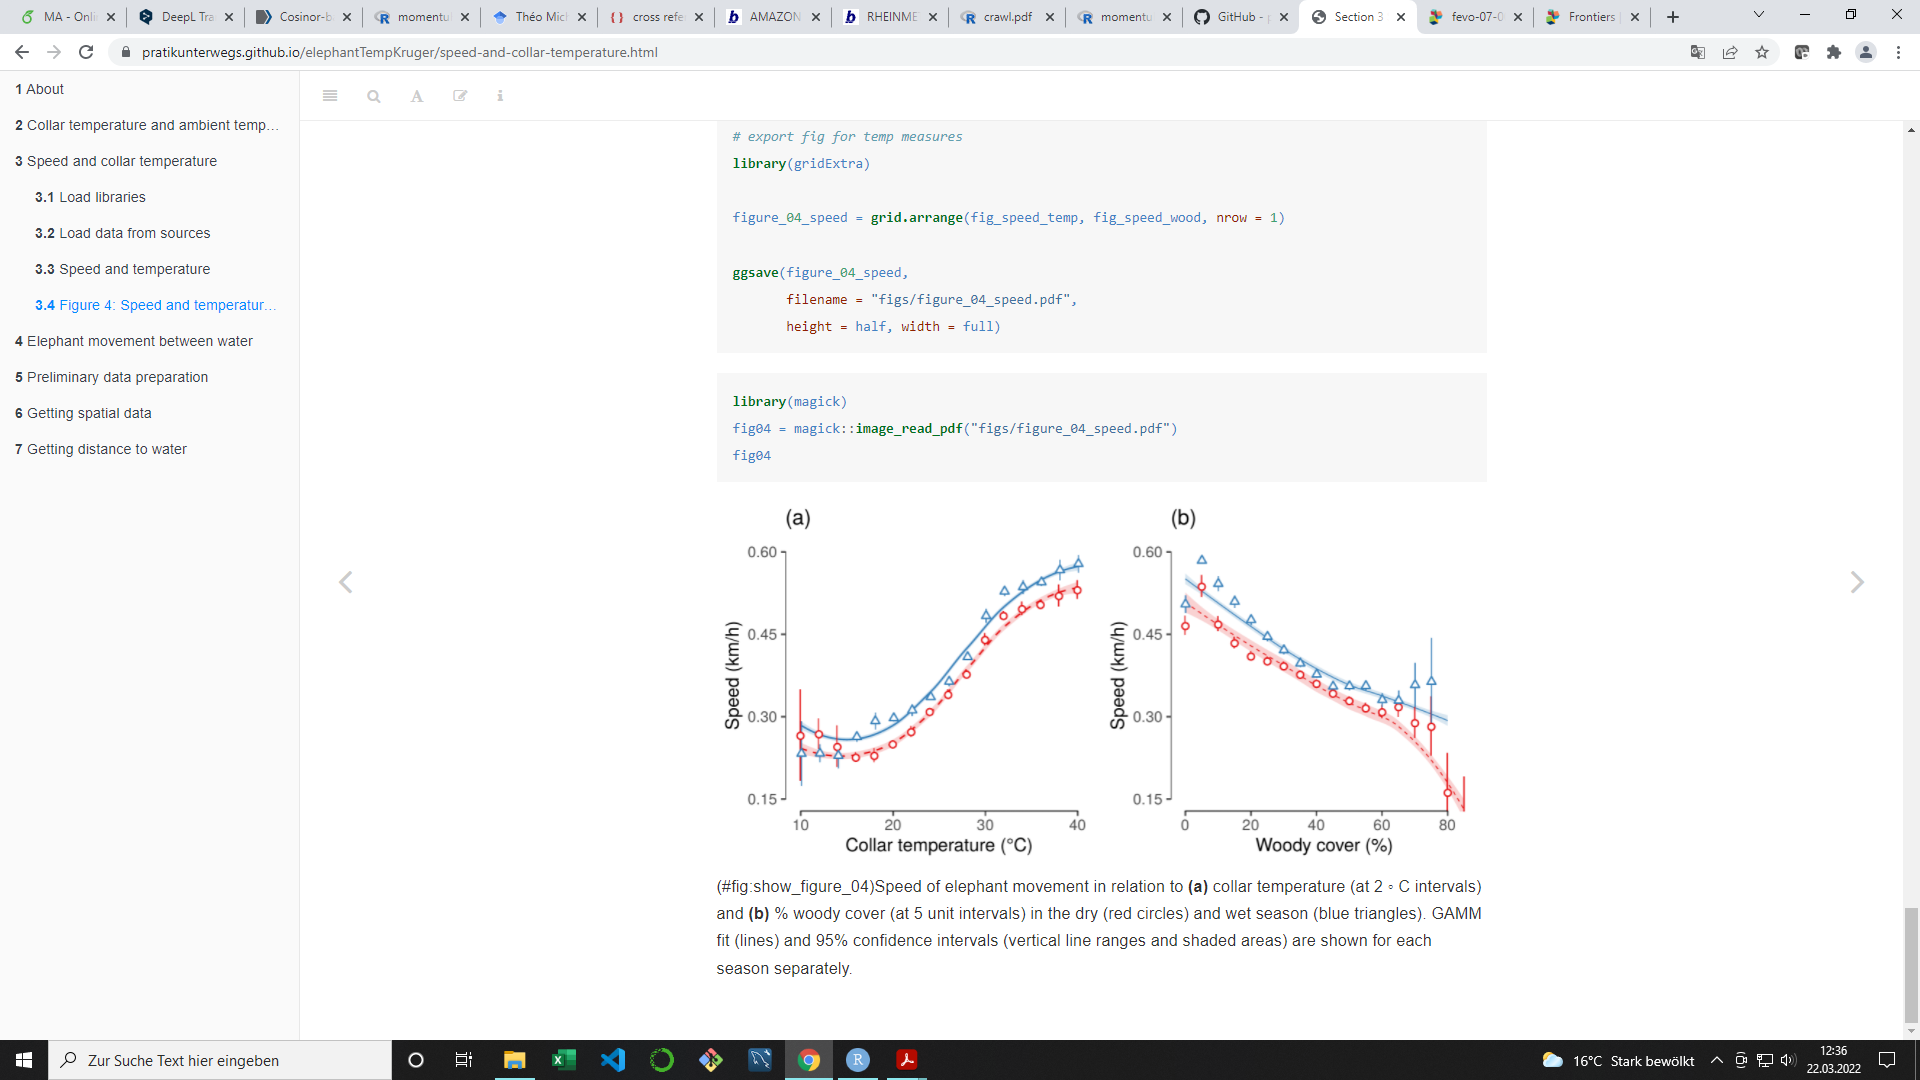 MA - Onli
DeepL Tra
Cosinor-b
momentu
Théo Mich
cross refe
AMAZON
RHEINME
crawl.pdf
momentu
GitHub - p
Section 3
fevo-07-0
Frontiers |
pratikunterwegs.github.io/elephantTempKruger/speed-and-collar-temperature.html
1 About
2 Collar temperature and ambient temp…
3 Speed and collar temperature
3.1 Load libraries
3.2 Load data from sources
3.3 Speed and temperature
3.4 Figure 4: Speed and temperatur…
4 Elephant movement between water
5 Preliminary data preparation
6 Getting spatial data
7 Getting distance to water
# export fig for temp measures
library(gridExtra)
figure_04_speed = grid.arrange(fig_speed_temp, fig_speed_wood, nrow = 1)
ggsave(figure_04_speed,
filename = "figs/figure_04_speed.pdf",
height = half, width = full)
library(magick)
fig04 = magick::image_read_pdf("figs/figure_04_speed.pdf")
fig04
(a)
0.60
0.45
0.30
0.15
Speed (km/h)
10 20 30 40
Collar temperature (°C)
(b)
0.60
0.45
0.30
0.15
Speed (km/h)
0 20 40 60 80
Woody cover (%)
(#fig:show_figure_04)Speed of elephant movement in relation to (a) collar temperature (at 2 ∘ C intervals)
and (b) % woody cover (at 5 unit intervals) in the dry (red circles) and wet season (blue triangles). GAMM
fit (lines) and 95% confidence intervals (vertical line ranges and shaded areas) are shown for each
season separately.
Zur Suche Text hier eingeben
16°C Stark bewölkt
12:36
22.03.2022